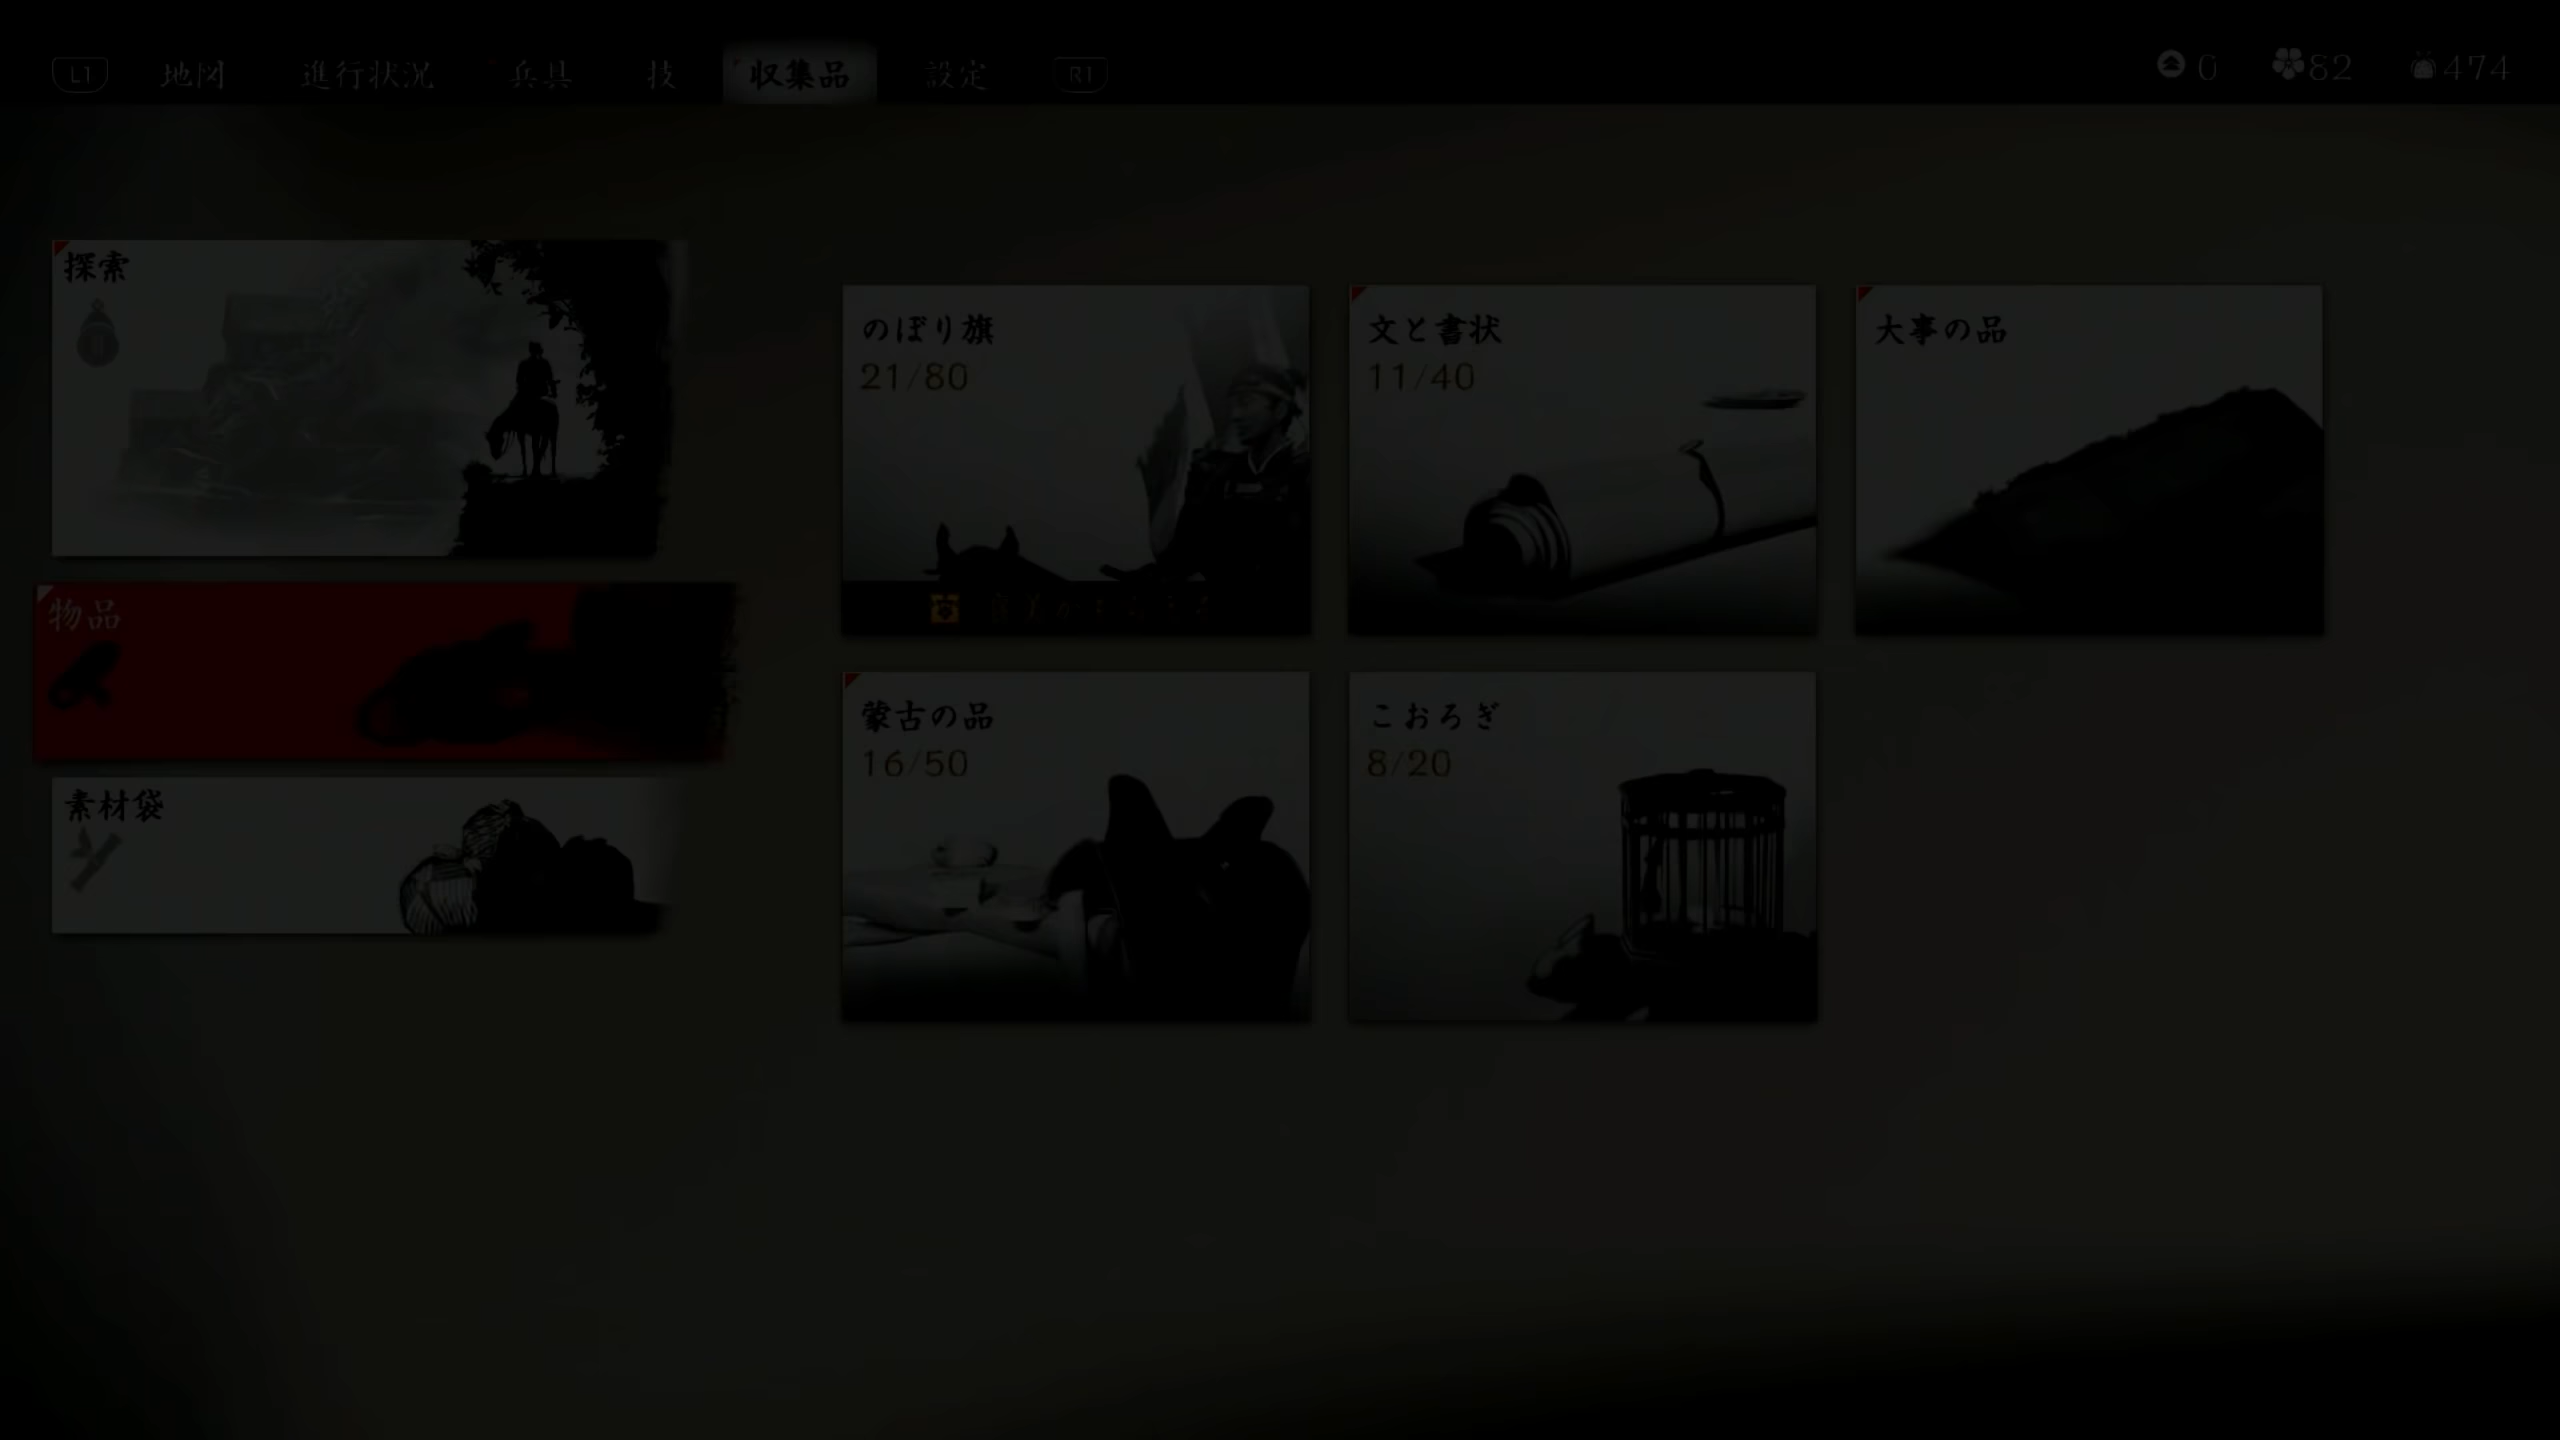 L1 地図 進行状況 兵具 技 収集品 設定 R1 0 82 474
探索
物品
素材袋
のぼり旗
21/80
文と書状
11/40
大事の品
蒙古の品
16/50
こおろぎ
8/20